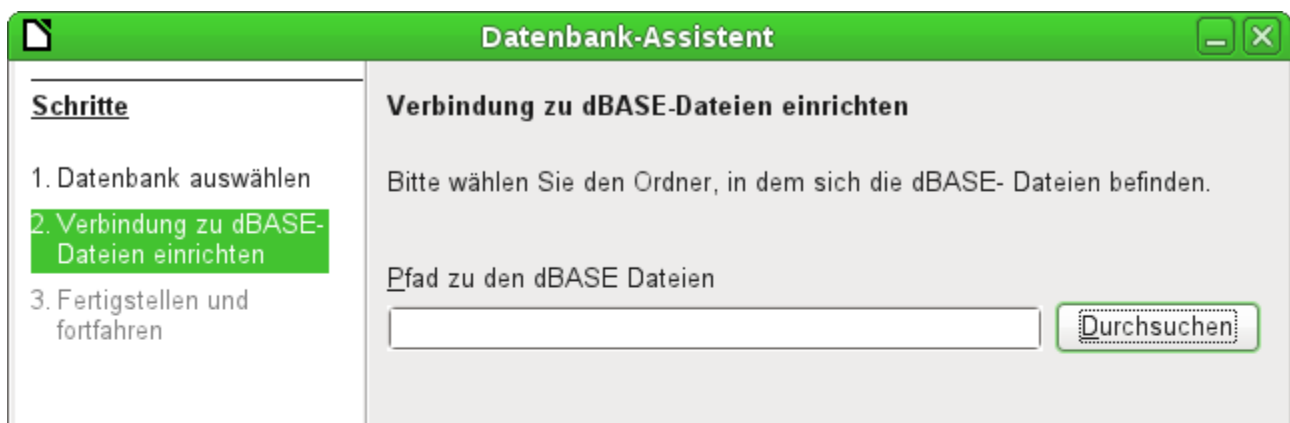 Datenbank-Assistent
Schritte
1. Datenbank auswählen
2. Verbindung zu dBASE-
Dateien einrichten
3. Fertigstellen und
fortfahren
Verbindung zu dBASE-Dateien einrichten
Bitte wählen Sie den Ordner, in dem sich die dBASE- Dateien befinden.
Pfad zu den dBASE Dateien
Durchsuchen